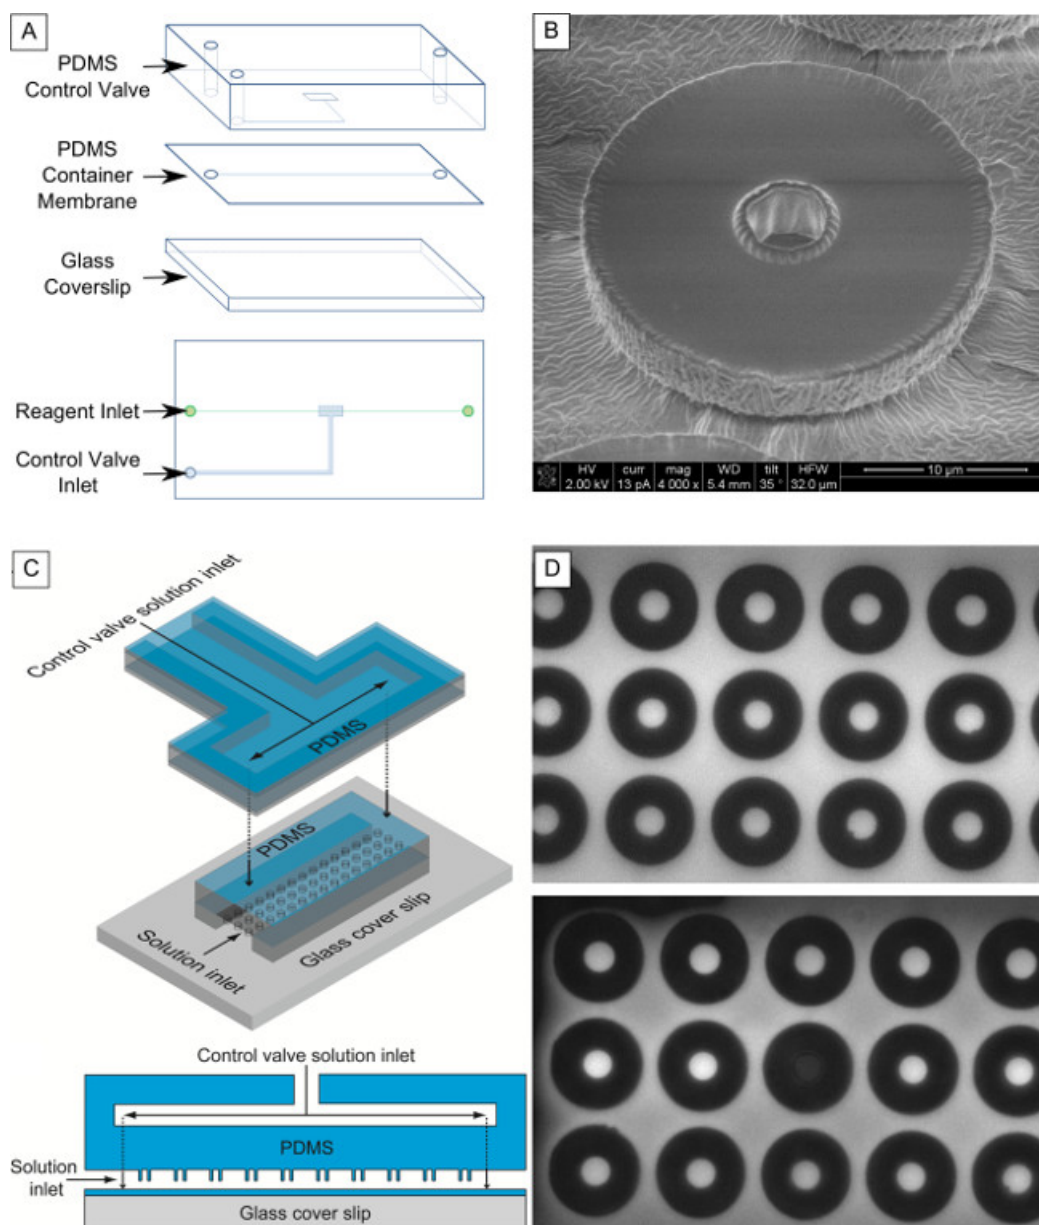 A
PDMS
Control Valve
PDMS
Container
Membrane
Glass
Coverslip
Reagent Inlet
Control Valve
Inlet
B
HV curr mag WD tilt HFW
2.00 kV 13 pA 4 000 x 5.4 mm 35 ° 32.0 µm
10 µm
C
Control valve solution inlet
PDMS
PDMS
Solution inlet
Glass cover slip
Control valve solution inlet
PDMS
Solution
inlet
Glass cover slip
D